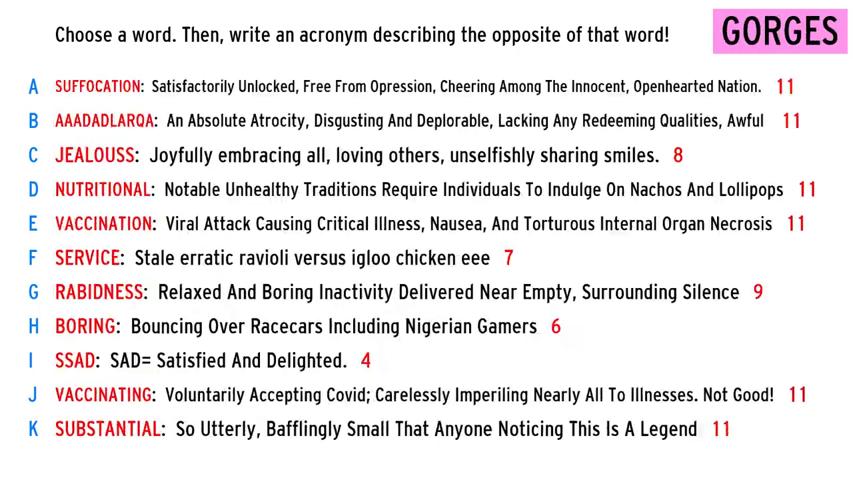 Choose a word. Then, write an acronym describing the opposite of that word!
GORGES
A SUFFOCATION: Satisfactorily Unlocked, Free From Opression, Cheering Among The Innocent, Openhearted Nation. 11
B AAADADLARQA: An Absolute Atrocity, Disgusting And Deplorable, Lacking Any Redeeming Qualities, Awful 11
C JEALOUSS: Joyfully embracing all, loving others, unselfishly sharing smiles. 8
D NUTRITIONAL: Notable Unhealthy Traditions Require Individuals To Indulge On Nachos And Lollipops 11
E VACCINATION: Viral Attack Causing Critical Illness, Nausea, And Torturous Internal Organ Necrosis 11
F SERVICE: Stale erratic ravioli versus igloo chicken eee 7
G RABIDNESS: Relaxed And Boring Inactivity Delivered Near Empty, Surrounding Silence 9
H BORING: Bouncing Over Racecars Including Nigerian Gamers 6
I SSAD: SAD= Satisfied And Delighted. 4
J VACCINATING: Voluntarily Accepting Covid; Carelessly Imperiling Nearly All To Illnesses. Not Good! 11
K SUBSTANTIAL: So Utterly, Bafflingly Small That Anyone Noticing This Is A Legend 11